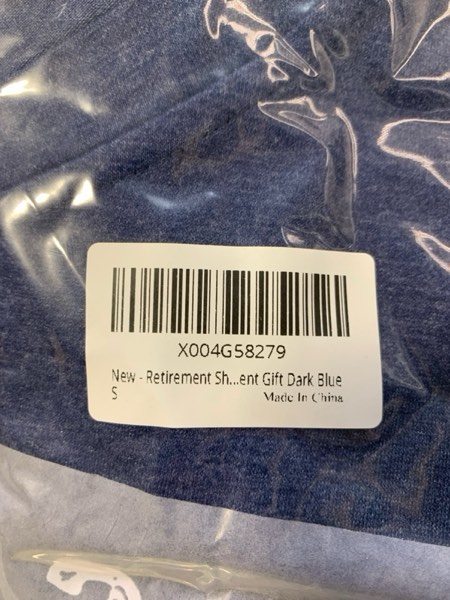 X004G58279
New - Retirement Sh...ent Gift Dark Blue
S
Made In China